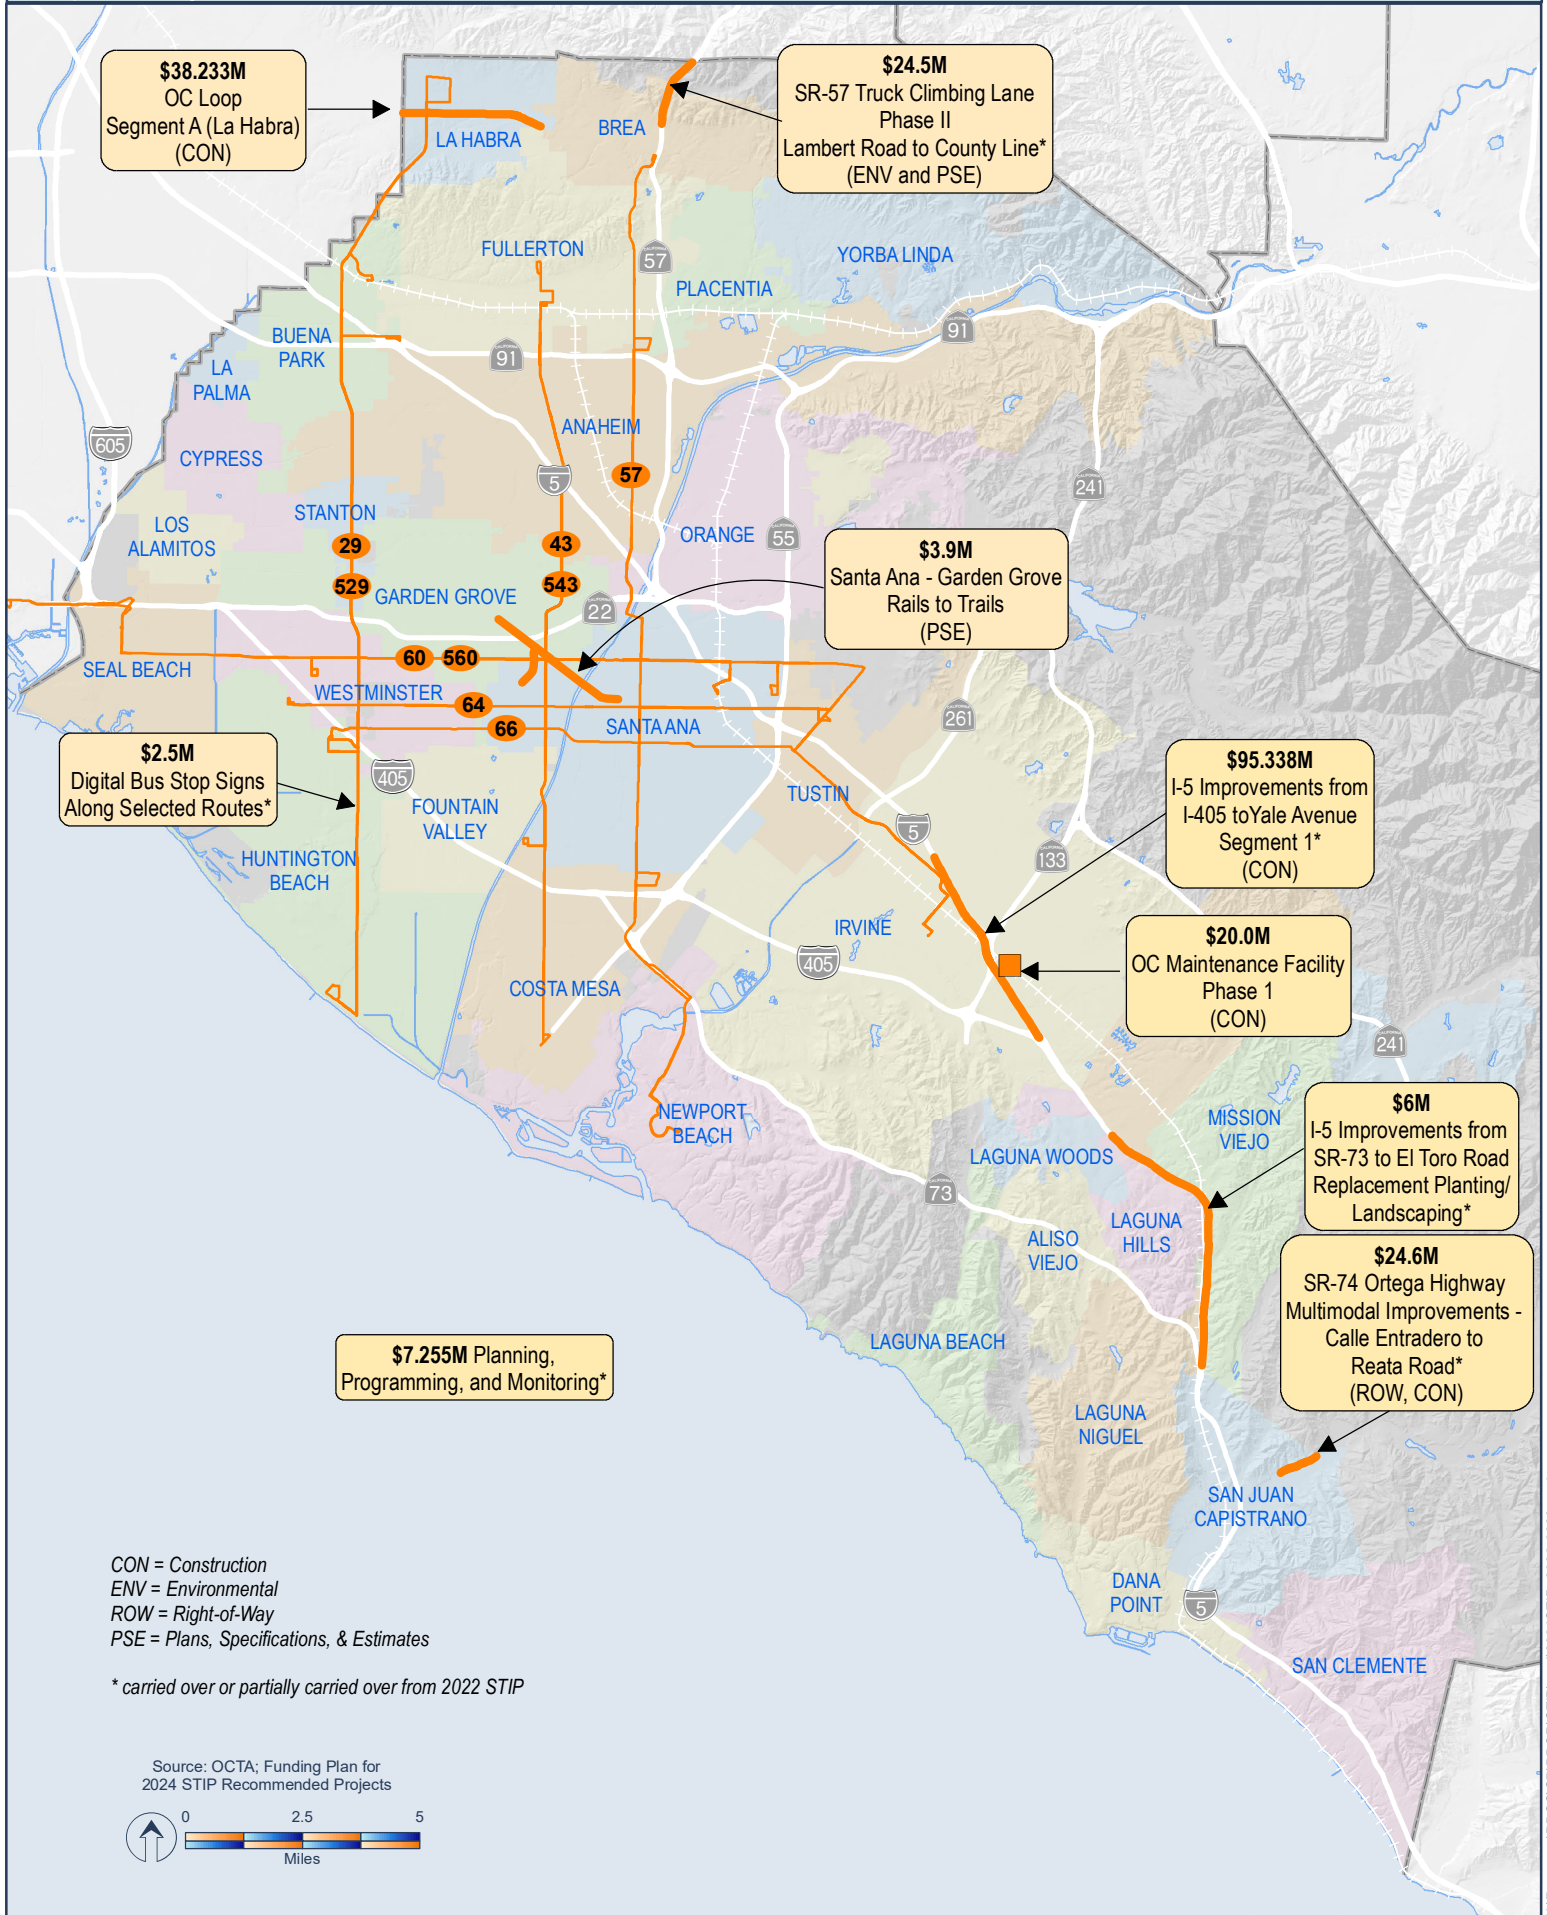 $38.233M
OC Loop
Segment A (La Habra)
(CON)
$24.5M
SR-57 Truck Climbing Lane
Phase II
Lambert Road to County Line*
(ENV and PSE)
LA HABRA
BREA
FULLERTON
CALIFORNIA
57
YORBA LINDA
PLACENTIA
BUENA
PARK
CALIFORNIA
91
CALIFORNIA
91
LA
PALMA
605
ANAHEIM
CYPRESS
5
57
CALIFORNIA
241
STANTON
LOS
ALAMITOS
ORANGE
CALIFORNIA
55
29
43
529
543
GARDEN GROVE
CALIFORNIA
22
$3.9M
Santa Ana - Garden Grove
Rails to Trails
(PSE)
SEAL BEACH
60
560
WESTMINSTER
64
66
SANTA ANA
CALIFORNIA
261
$2.5M
Digital Bus Stop Signs
Along Selected Routes*
405
FOUNTAIN
VALLEY
TUSTIN
5
$95.338M
I-5 Improvements from
I-405 toYale Avenue
Segment 1*
(CON)
HUNTINGTON
BEACH
CALIFORNIA
133
IRVINE
405
$20.0M
OC Maintenance Facility
Phase 1
(CON)
COSTA MESA
CALIFORNIA
241
NEWPORT
BEACH
MISSION
VIEJO
$6M
I-5 Improvements from
SR-73 to El Toro Road
Replacement Planting/
Landscaping*
LAGUNA WOODS
CALIFORNIA
73
LAGUNA
HILLS
ALISO
VIEJO
$24.6M
SR-74 Ortega Highway
Multimodal Improvements -
Calle Entradero to
Reata Road*
(ROW, CON)
LAGUNA BEACH
$7.255M Planning,
Programming, and Monitoring*
LAGUNA
NIGUEL
SAN JUAN
CAPISTRANO
CON = Construction
ENV = Environmental
ROW = Right-of-Way
PSE = Plans, Specifications, & Estimates
DANA
POINT
5
SAN CLEMENTE
* carried over or partially carried over from 2022 STIP
Source: OCTA; Funding Plan for
2024 STIP Recommended Projects
0 2.5 5
Miles